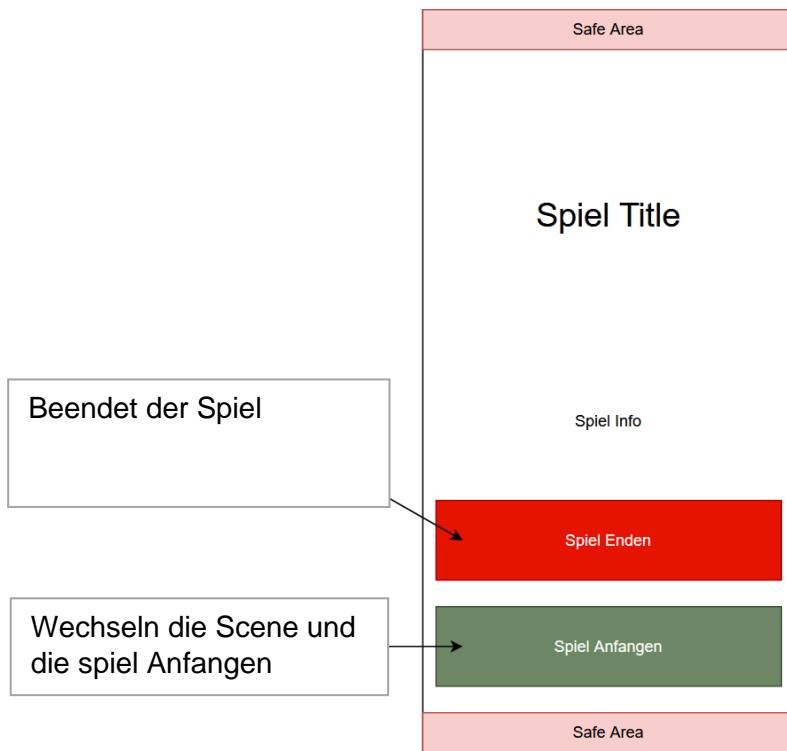 Safe Area
Spiel Title
Beendet der Spiel
Spiel Info
Spiel Enden
Wechseln die Scene und
die spiel Anfangen
Spiel Anfangen
Safe Area